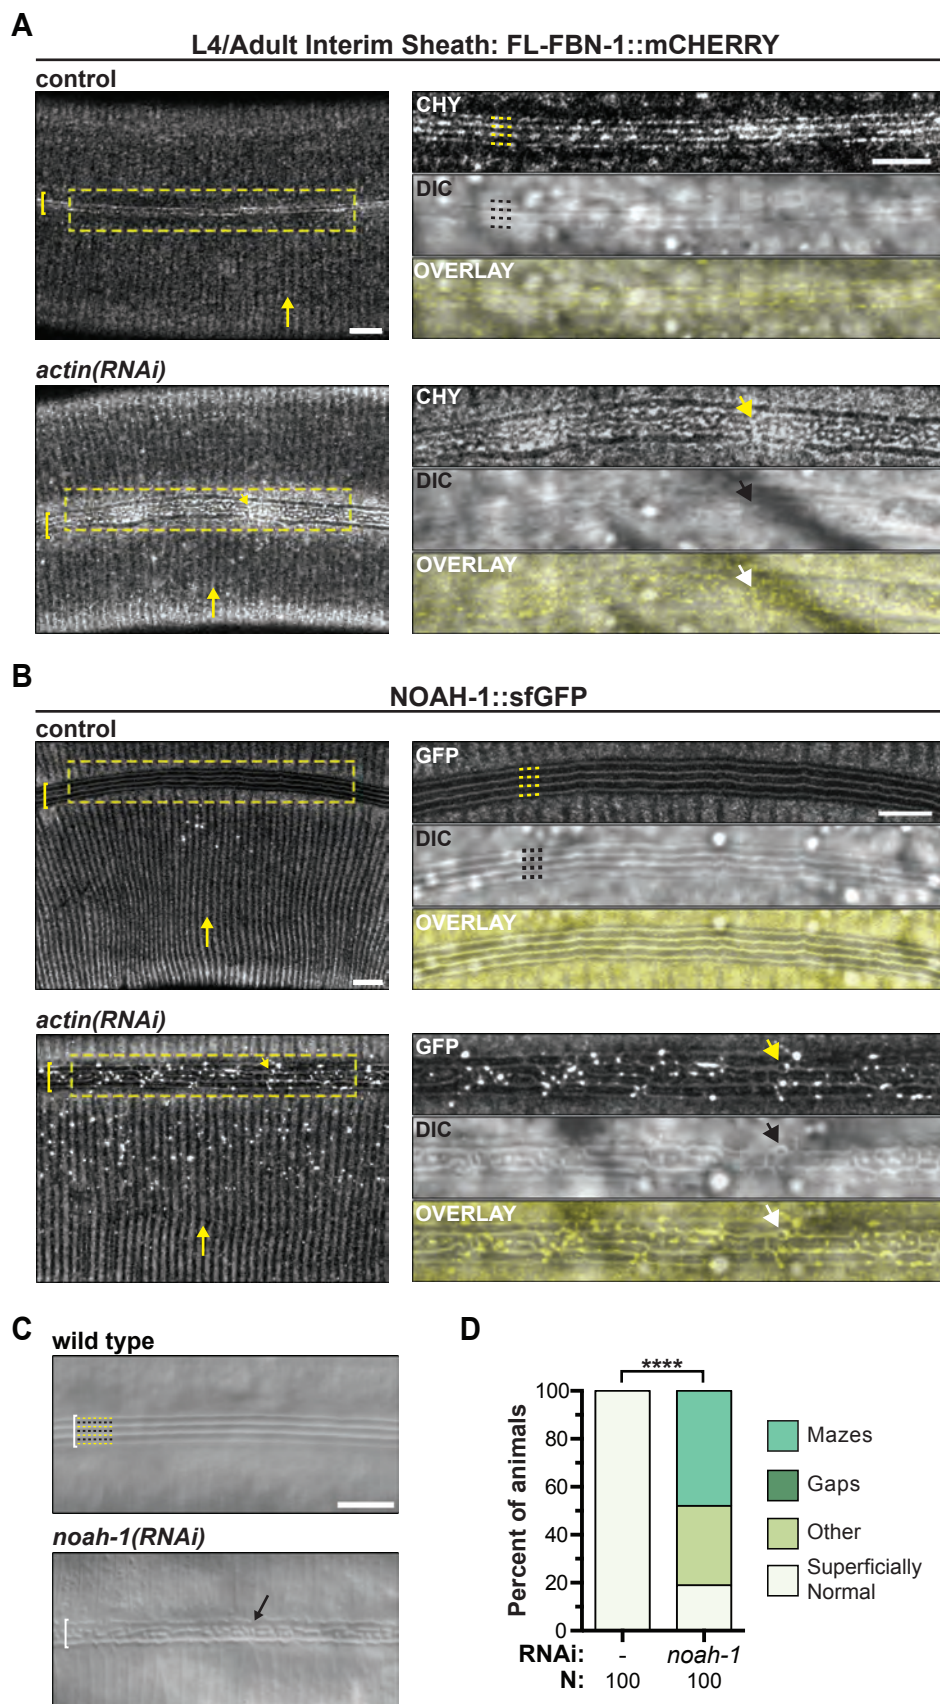 A
L4/Adult Interim Sheath: FL-FBN-1::mCHERRY
control
CHY
DIC
OVERLAY
actin(RNAi)
CHY
DIC
OVERLAY
B
NOAH-1::sfGFP
control
GFP
DIC
OVERLAY
actin(RNAi)
GFP
DIC
OVERLAY
C
wild type
noah-1(RNAi)
D
****
Percent of animals
100
80
60
40
20
0
Mazes
Gaps
Other
Superficially
Normal
RNAi: - noah-1
N: 100 100